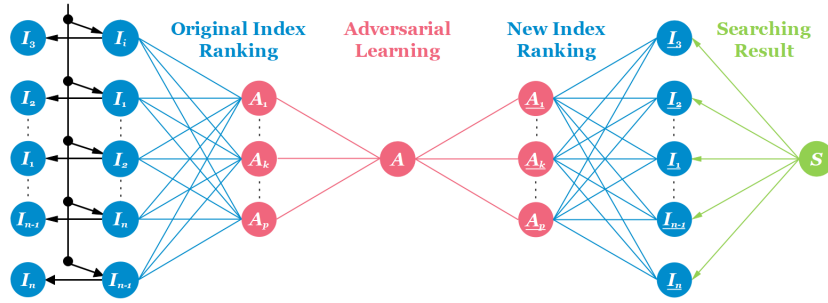 Original Index Adversarial New Index Searching
Ranking Learning Ranking Result
I₃ Iᵢ I₃
I₂ I₁ A₁ A₁ I₂
I₁ I₂ Aₖ A Aₖ I₁ S
Iₙ₋₁ Iₙ Aₚ Aₚ Iₙ₋₁
Iₙ Iₙ₋₁ Iₙ